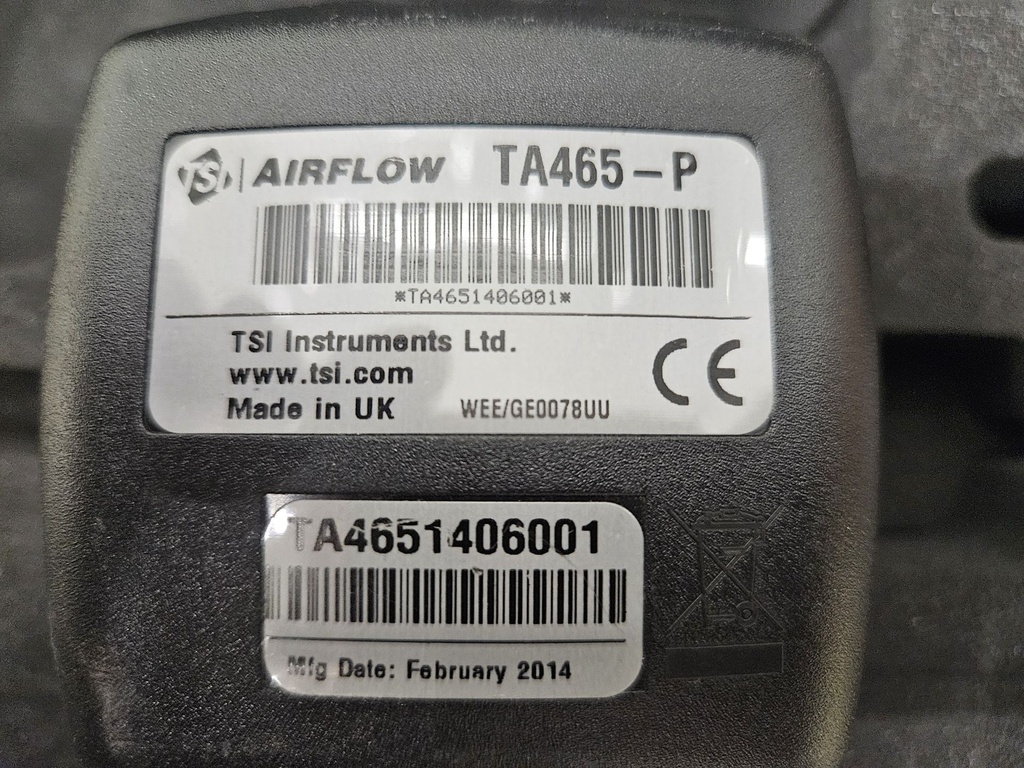 TSI AIRFLOW TA465-P
*TA4651406001*
TSI Instruments Ltd.
www.tsi.com
Made in UK WEE/GE0078UU
CE
TA4651406001
Mfg Date: February 2014